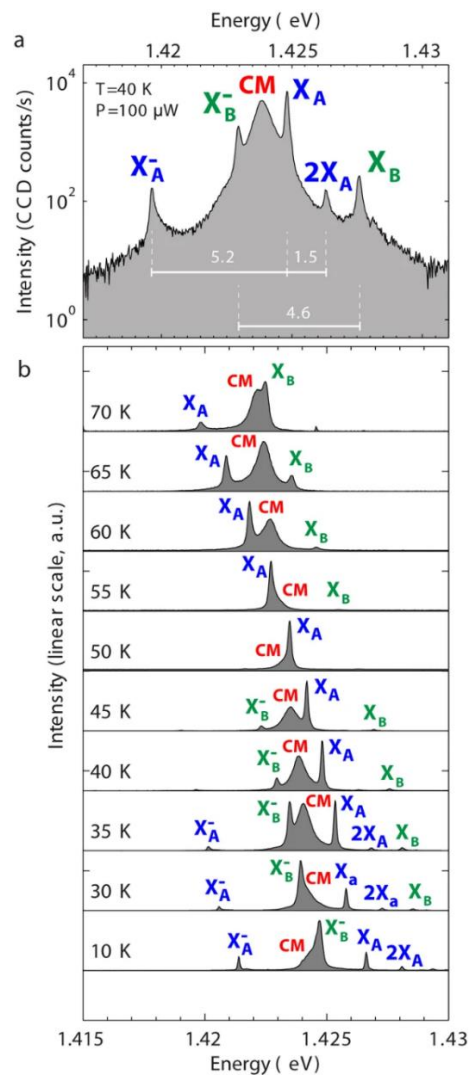 Energy ( eV)
1.42 1.425 1.43
a
T=40 K
P=100 µW
X⁻A X⁻B CM XA 2XA XB
10⁴
10²
10⁰
Intensity (CCD counts/s)
5.2 1.5
4.6
b
70 K XA CM XB
65 K XA CM XB
60 K XA CM XB
55 K XA CM XB
50 K CM XA
45 K X⁻B CM XA XB
40 K X⁻B CM XA XB
35 K X⁻A X⁻B CM XA 2XA XB
30 K X⁻A X⁻B CM Xa 2Xa XB
10 K X⁻A CM X⁻B XA 2XA
Intensity (linear scale, a.u.)
1.415 1.42 1.425 1.43
Energy ( eV)